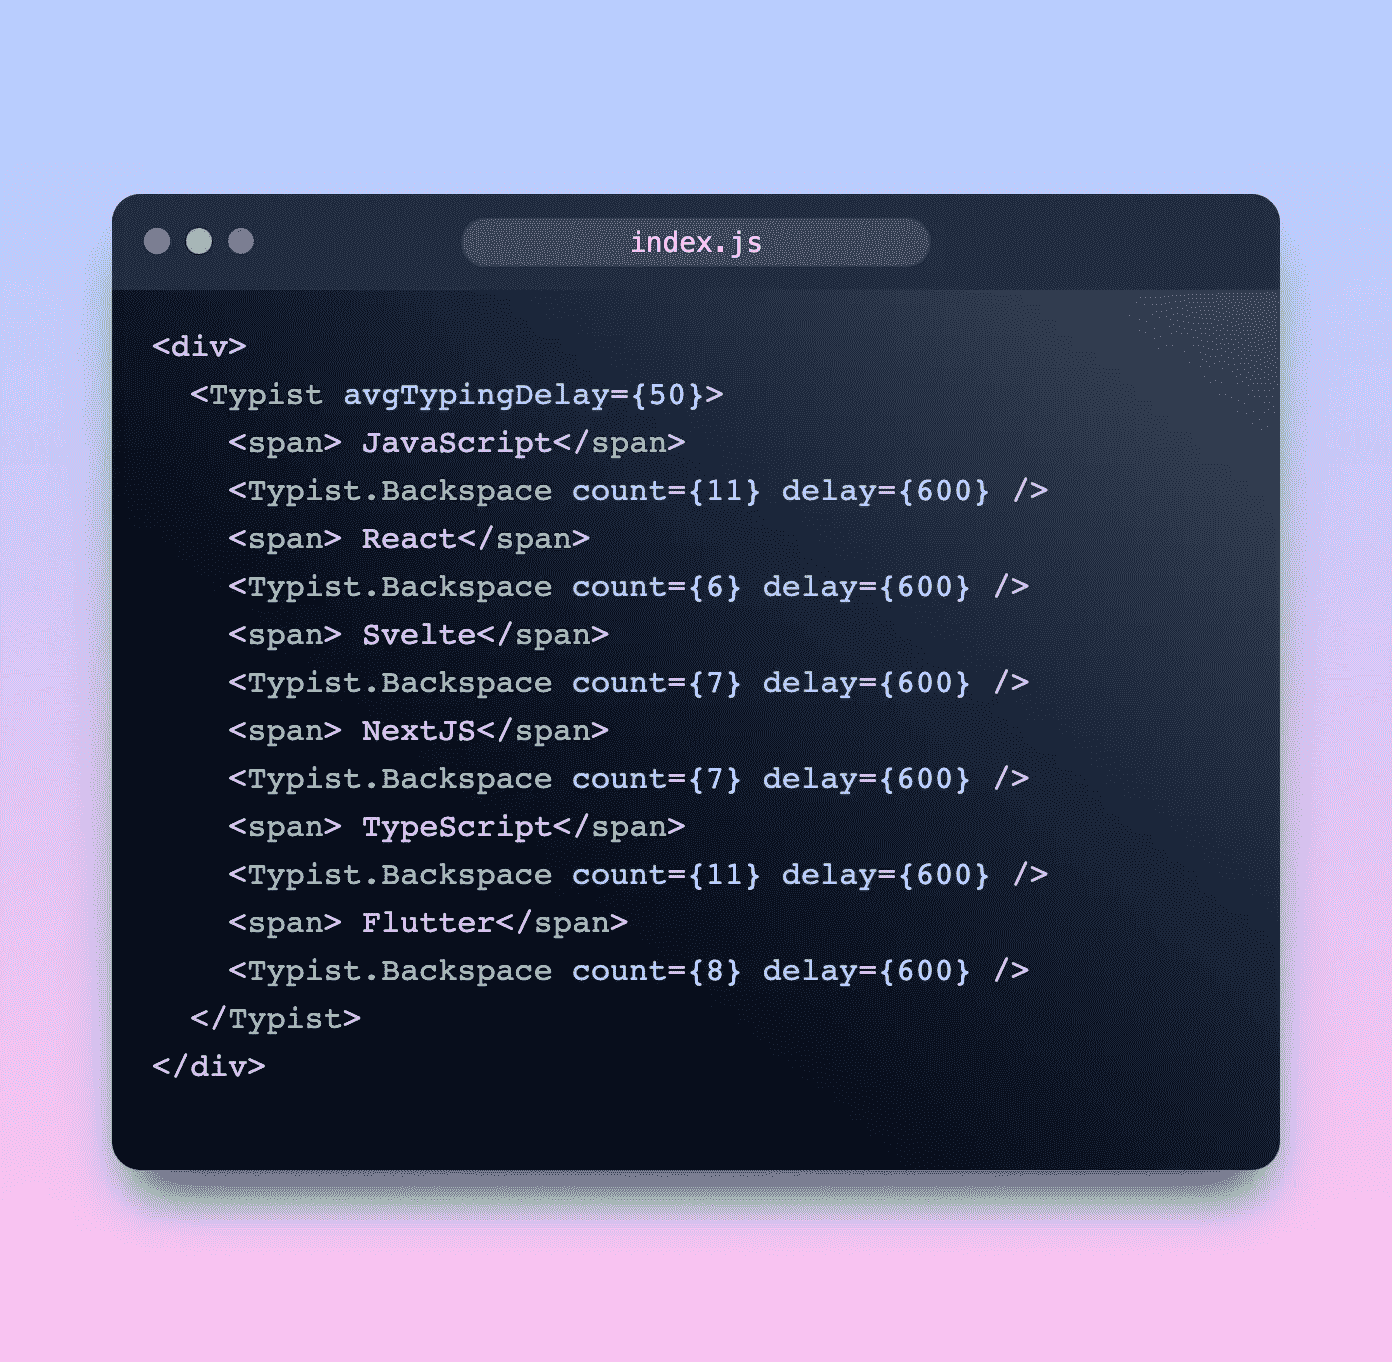 index.js
<div>
  <Typist avgTypingDelay={50}>
    <span> JavaScript</span>
    <Typist.Backspace count={11} delay={600} />
    <span> React</span>
    <Typist.Backspace count={6} delay={600} />
    <span> Svelte</span>
    <Typist.Backspace count={7} delay={600} />
    <span> NextJS</span>
    <Typist.Backspace count={7} delay={600} />
    <span> TypeScript</span>
    <Typist.Backspace count={11} delay={600} />
    <span> Flutter</span>
    <Typist.Backspace count={8} delay={600} />
  </Typist>
</div>